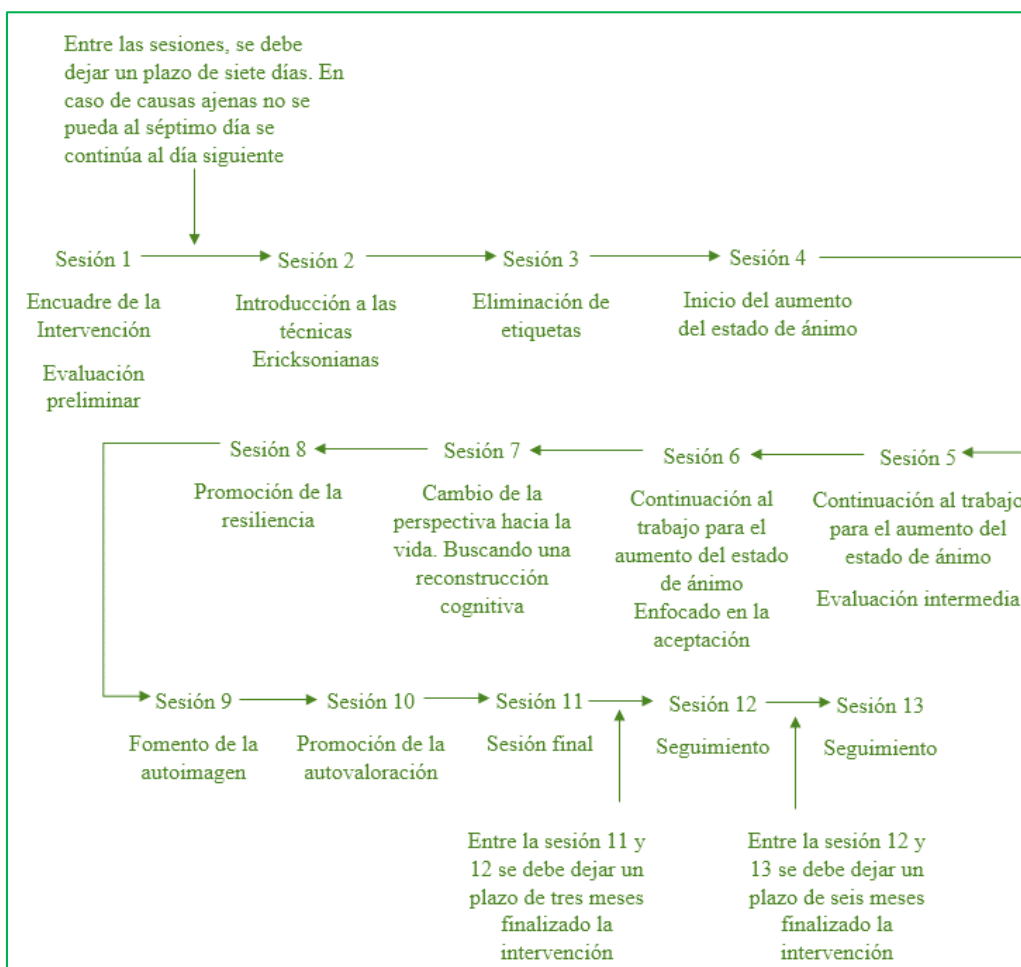 Entre las sesiones, se debe
dejar un plazo de siete días. En
caso de causas ajenas no se
pueda al séptimo día se
continúa al día siguiente
Sesión 1
Encuadre de la
Intervención
Evaluación
preliminar
Sesión 2
Introducción a las
técnicas
Ericksonianas
Sesión 3
Eliminación de
etiquetas
Sesión 4
Inicio del aumento
del estado de ánimo
Sesión 5
Continuación al trabajo
para el aumento del
estado de ánimo
Evaluación intermedia
Sesión 6
Continuación al
trabajo para el
aumento del estado
de ánimo
Enfocado en la
aceptación
Sesión 7
Cambio de la
perspectiva hacia la
vida. Buscando una
reconstrucción
cognitiva
Sesión 8
Promoción de la
resiliencia
Sesión 9
Fomento de la
autoimagen
Sesión 10
Promoción de la
autovaloración
Sesión 11
Sesión final
Sesión 12
Seguimiento
Sesión 13
Seguimiento
Entre la sesión 11 y
12 se debe dejar un
plazo de tres meses
finalizado la
intervención
Entre la sesión 12 y
13 se debe dejar un
plazo de seis meses
finalizado la
intervención